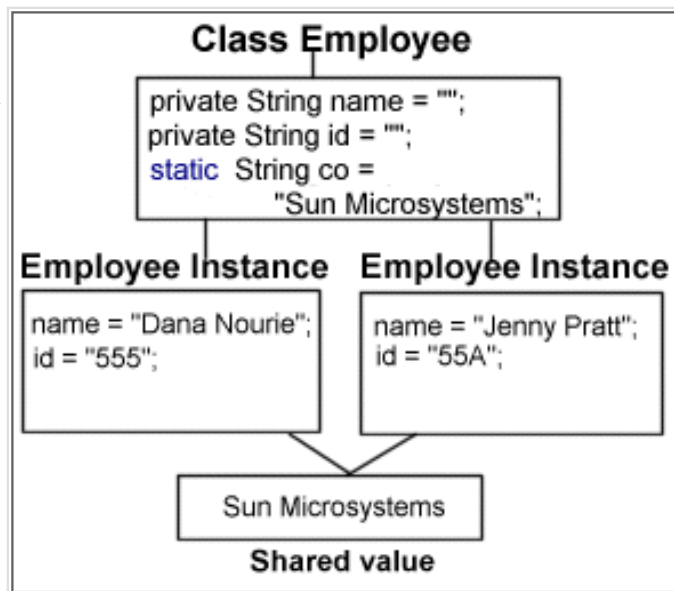 Class Employee
private String name = "";
private String id = "";
static String co =
"Sun Microsystems";
Employee Instance
Employee Instance
name = "Dana Nourie";
id = "555";
name = "Jenny Pratt";
id = "55A";
Sun Microsystems
Shared value